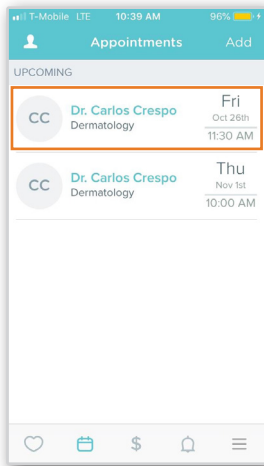 T-Mobile LTE 10:39 AM 96%
Appointments Add
UPCOMING
CC
Dr. Carlos Crespo
Dermatology
Fri
Oct 26th
11:30 AM
CC
Dr. Carlos Crespo
Dermatology
Thu
Nov 1st
10:00 AM
$